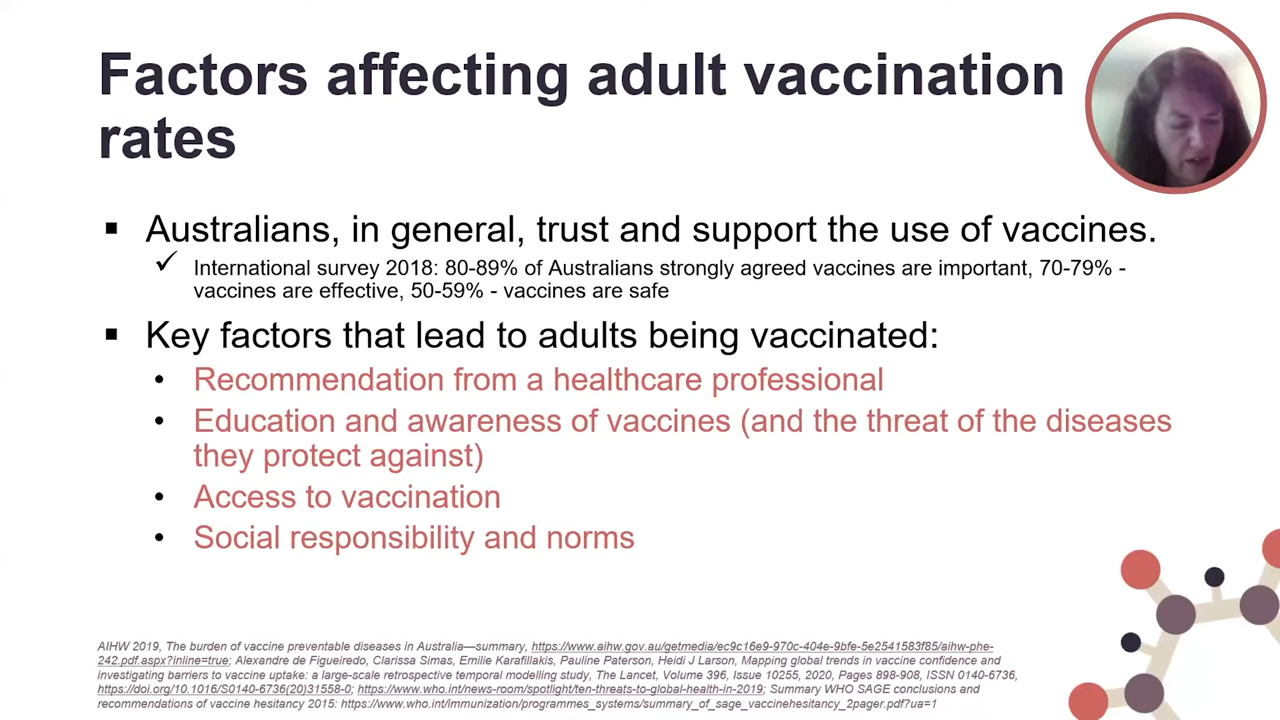 Factors affecting adult vaccination
rates
▪ Australians, in general, trust and support the use of vaccines.
✓ International survey 2018: 80-89% of Australians strongly agreed vaccines are important, 70-79% -
vaccines are effective, 50-59% - vaccines are safe
▪ Key factors that lead to adults being vaccinated:
• Recommendation from a healthcare professional
• Education and awareness of vaccines (and the threat of the diseases
they protect against)
• Access to vaccination
• Social responsibility and norms
AIHW 2019, The burden of vaccine preventable diseases in Australia—summary, https://www.aihw.gov.au/getmedia/ec9c16e9-970c-404e-9bfe-5e2541583f85/aihw-phe-
242.pdf.aspx?inline=true; Alexandre de Figueiredo, Clarissa Simas, Emilie Karafillakis, Pauline Paterson, Heidi J Larson, Mapping global trends in vaccine confidence and
investigating barriers to vaccine uptake: a large-scale retrospective temporal modelling study, The Lancet, Volume 396, Issue 10255, 2020, Pages 898-908, ISSN 0140-6736,
https://doi.org/10.1016/S0140-6736(20)31558-0; https://www.who.int/news-room/spotlight/ten-threats-to-global-health-in-2019; Summary WHO SAGE conclusions and
recommendations of vaccine hesitancy 2015: https://www.who.int/immunization/programmes_systems/summary_of_sage_vaccinehesitancy_2pager.pdf?ua=1